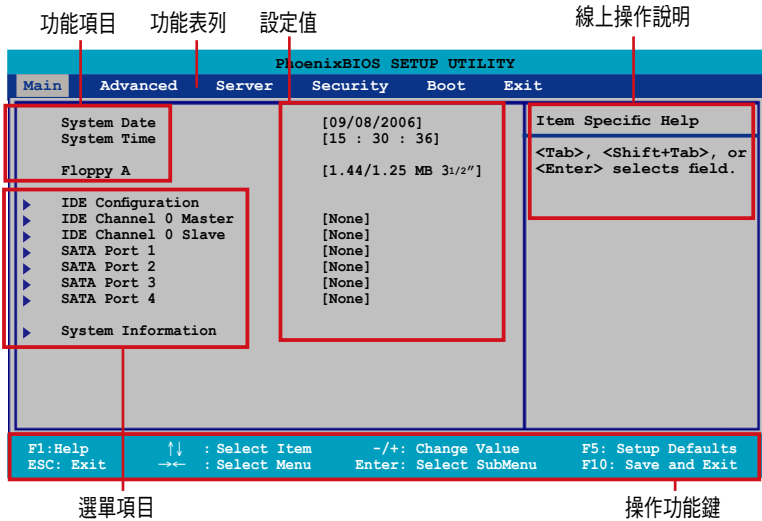 功能項目 功能表列 設定值 線上操作說明
PhoenixBIOS SETUP UTILITY
Main Advanced Server Security Boot Exit
System Date [09/08/2006]
System Time [15 : 30 : 36]
Floppy A [1.44/1.25 MB 31/2″]
IDE Configuration
IDE Channel 0 Master [None]
IDE Channel 0 Slave [None]
SATA Port 1 [None]
SATA Port 2 [None]
SATA Port 3 [None]
SATA Port 4 [None]
System Information
Item Specific Help
<Tab>, <Shift+Tab>, or
<Enter> selects field.
F1:Help ↑↓ : Select Item -/+: Change Value F5: Setup Defaults
ESC: Exit →← : Select Menu Enter: Select SubMenu F10: Save and Exit
選單項目 操作功能鍵